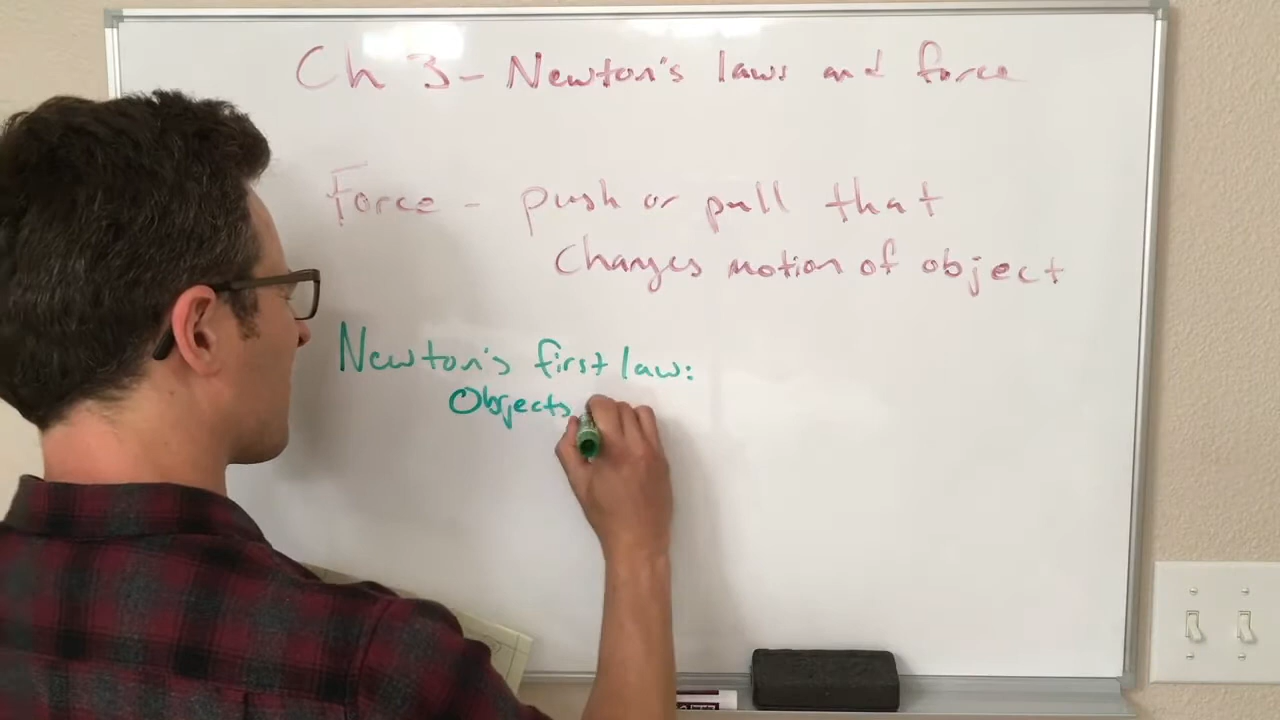 Ch 3 - Newton's laws and force
Force - push or pull that
changes motion of object
Newton's first law:
Objects